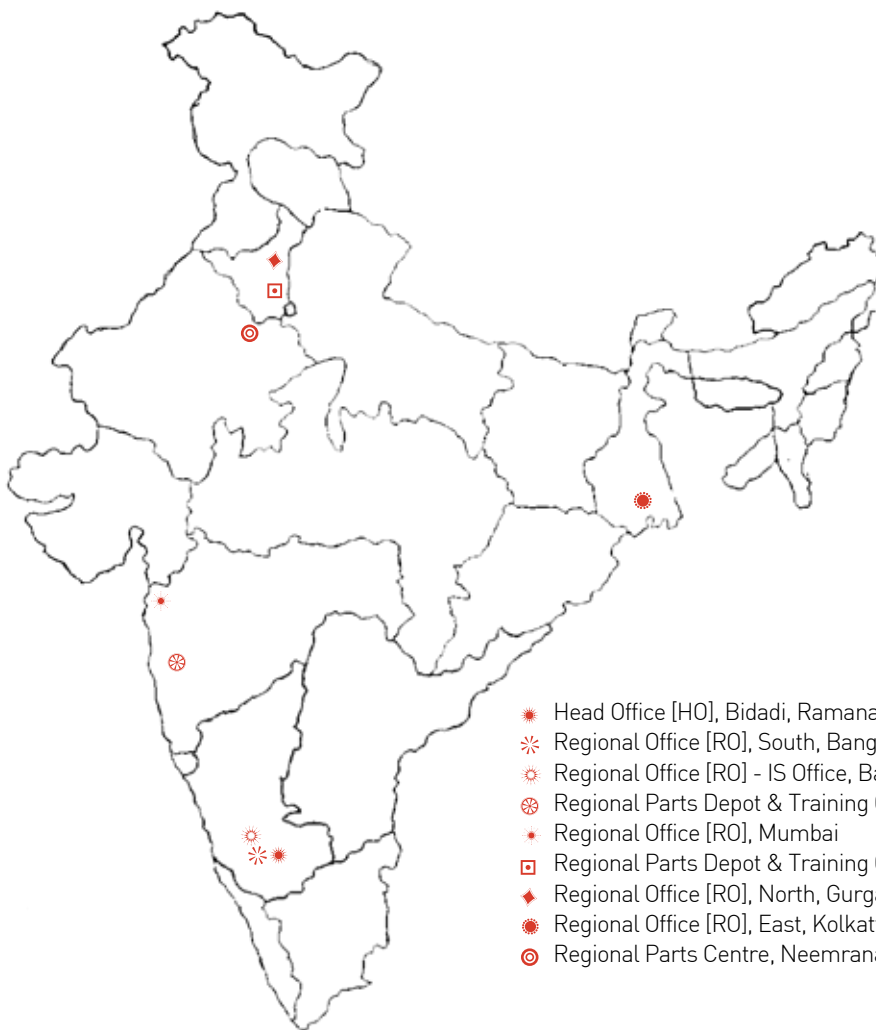 Head Office [HO], Bidadi, Ramana
Regional Office [RO], South, Bang
Regional Office [RO] - IS Office, Ba
Regional Parts Depot & Training
Regional Office [RO], Mumbai
Regional Parts Depot & Training
Regional Office [RO], North, Gurga
Regional Office [RO], East, Kolkat
Regional Parts Centre, Neemrana